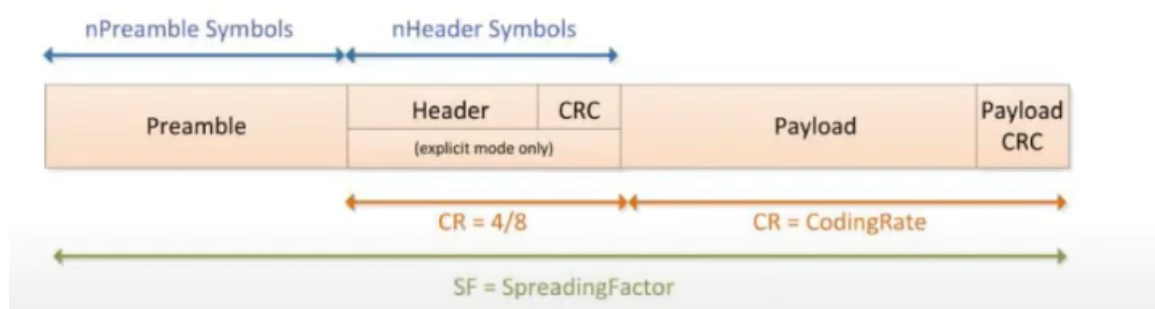 nPreamble Symbols
nHeader Symbols
Preamble
Header
CRC
(explicit mode only)
Payload
Payload
CRC
CR = 4/8
CR = CodingRate
SF = SpreadingFactor